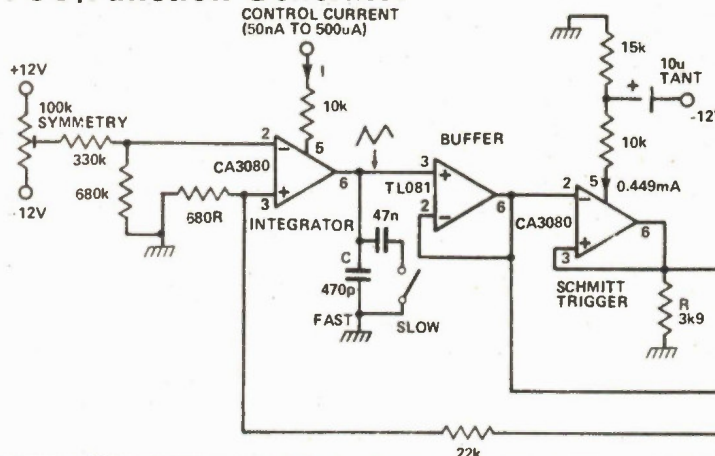 CONTROL CURRENT
(50nA TO 500uA)
I
10k
+12V
100k
SYMMETRY
330k
-12V
680k
680R
2
3
5
6
CA3080
INTEGRATOR
47n
C
470p
FAST
SLOW
BUFFER
3
2
TL081
6
15k
10u
TANT
+
-12V
10k
5
0.449mA
2
3
CA3080
6
SCHMITT
TRIGGER
R
3k9
22k